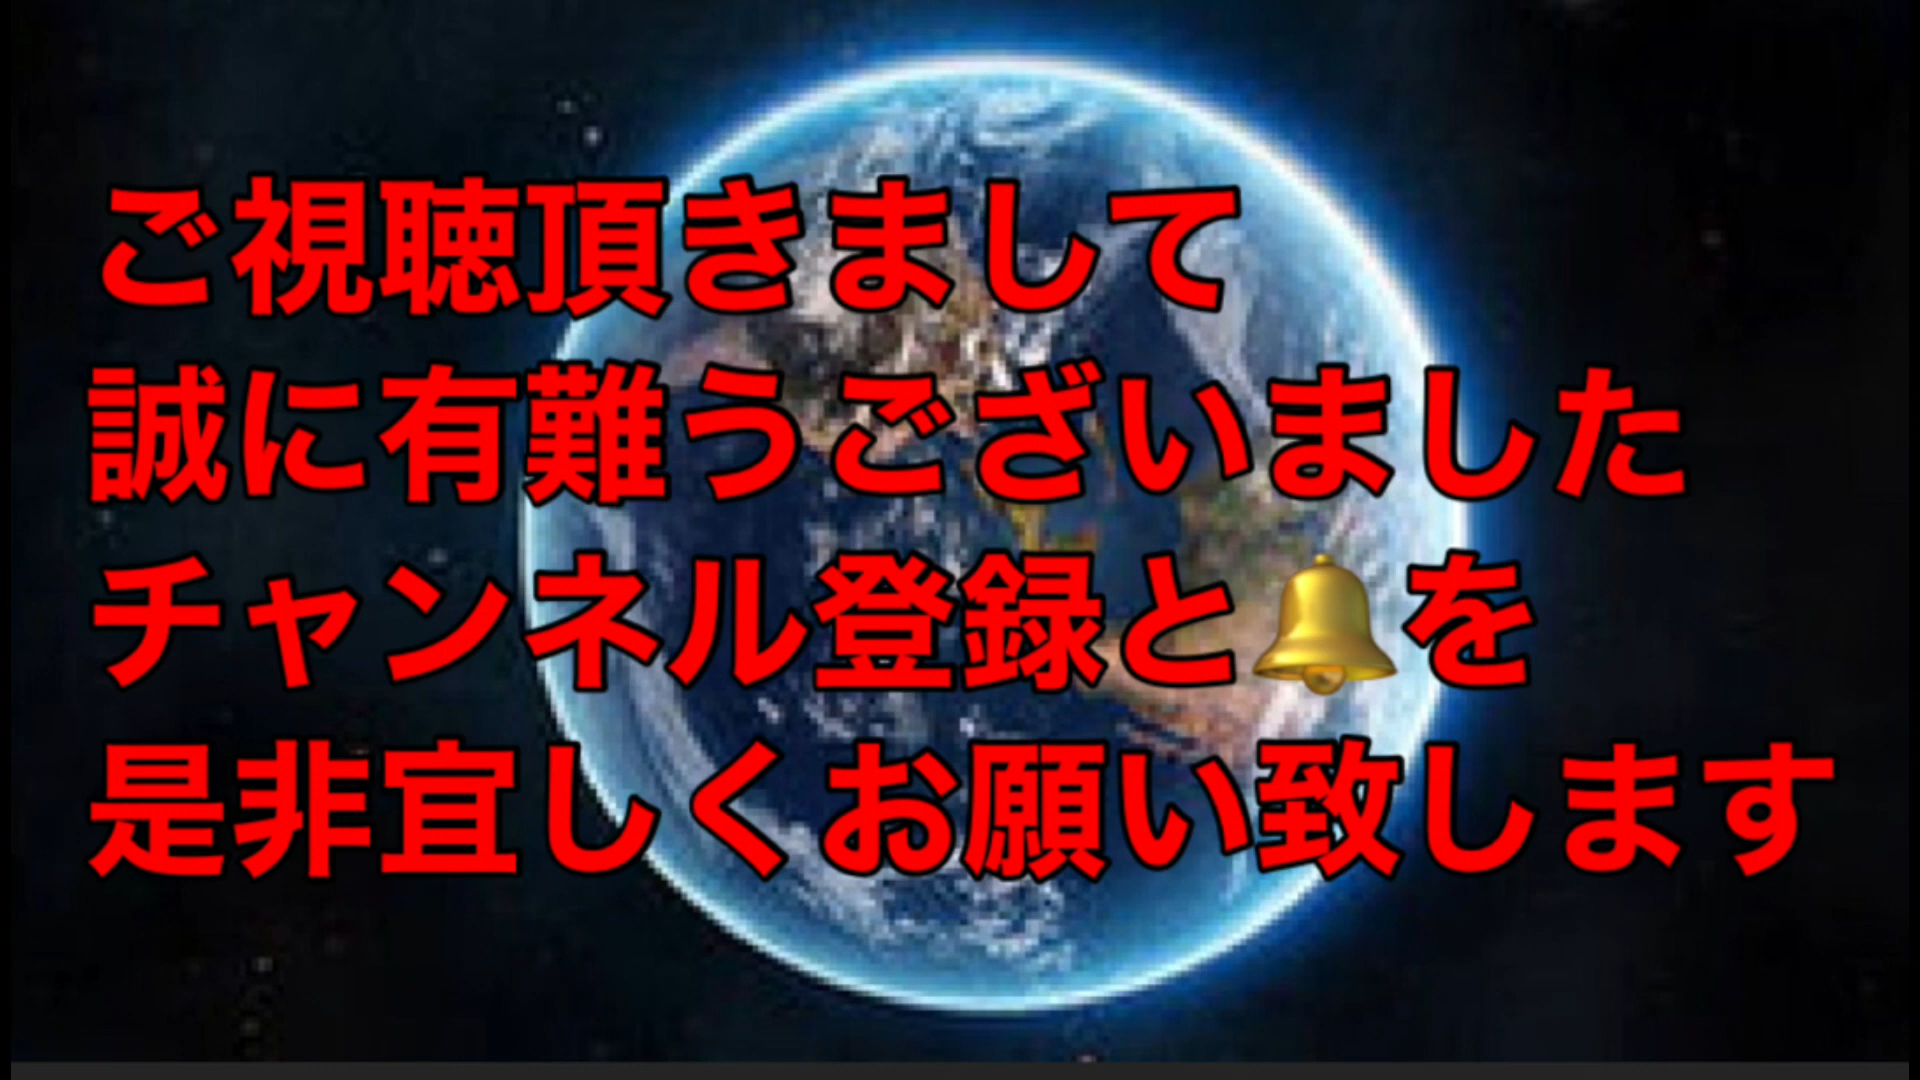 ご視聴頂きまして
誠に有難うございました
チャンネル登録と🔔を
是非宜しくお願い致します